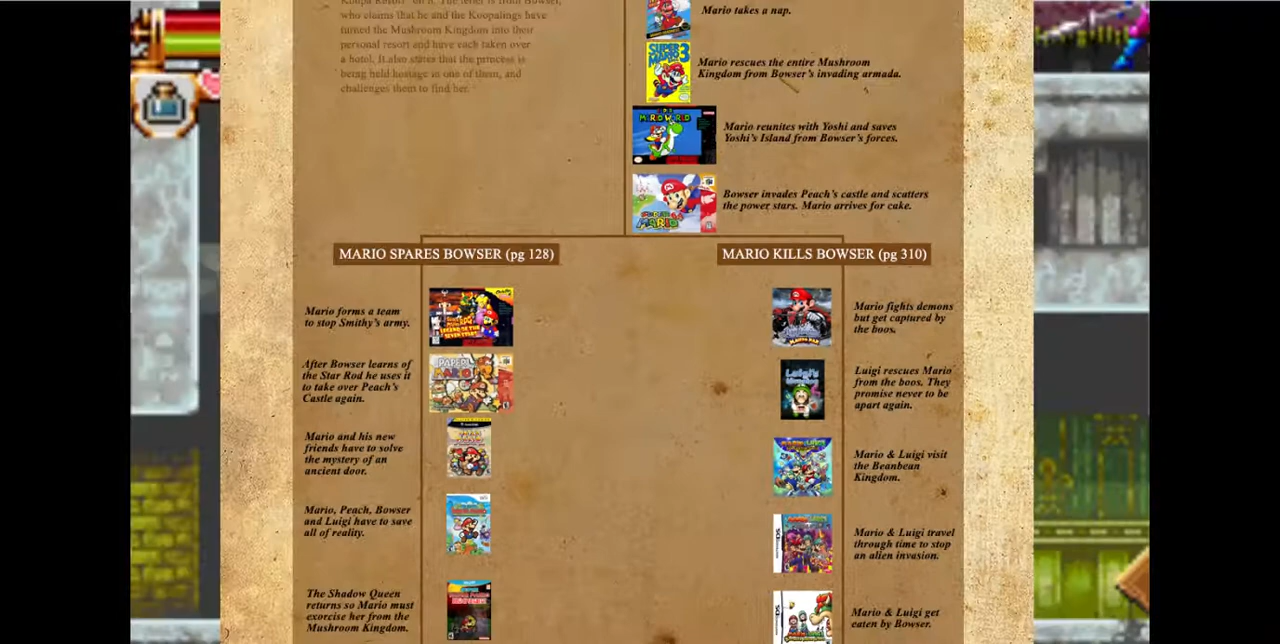 Koopa Resort" on it. The letter is from Bowser,
who claims that he and the Koopalings have
turned the Mushroom Kingdom into their
personal resort and have each taken over
a hotel. It also states that the princess is
being held hostage in one of them, and
challenges them to find her.
Mario takes a nap.
SUPER
MARIO 3
Mario rescues the entire Mushroom
Kingdom from Bowser's invading armada.
MARIO WORLD
Mario reunites with Yoshi and saves
Yoshi's Island from Bowser's forces.
SUPER
MARIO
Bowser invades Peach's castle and scatters
the power stars. Mario arrives for cake.
MARIO SPARES BOWSER (pg 128)
Mario forms a team
to stop Smithy's army.
After Bowser learns of
the Star Rod he uses it
to take over Peach's
Castle again.
PAPER
MARIO
Mario and his new
friends have to solve
the mystery of an
ancient door.
Mario, Peach, Bowser
and Luigi have to save
all of reality.
The Shadow Queen
returns so Mario must
exorcise her from the
Mushroom Kingdom.
MARIO KILLS BOWSER (pg 310)
Mario fights demons
but get captured by
the boos.
Luigi's
Luigi rescues Mario
from the boos. They
promise never to be
apart again.
Mario & Luigi visit
the Beanbean
Kingdom.
Mario & Luigi travel
through time to stop
an alien invasion.
Mario & Luigi get
eaten by Bowser.